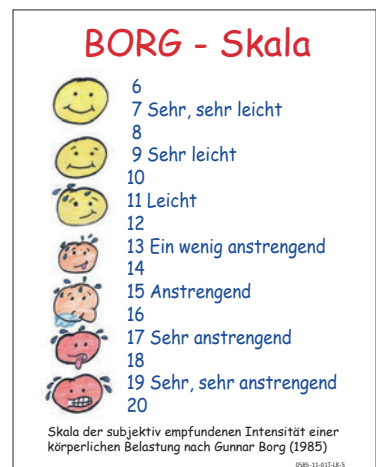 BORG - Skala
6
7 Sehr, sehr leicht
8
9 Sehr leicht
10
11 Leicht
12
13 Ein wenig anstrengend
14
15 Anstrengend
16
17 Sehr anstrengend
18
19 Sehr, sehr anstrengend
20
Skala der subjektiv empfundenen Intensität einer
körperlichen Belastung nach Gunnar Borg (1985)
0585-11-01T-LK-S